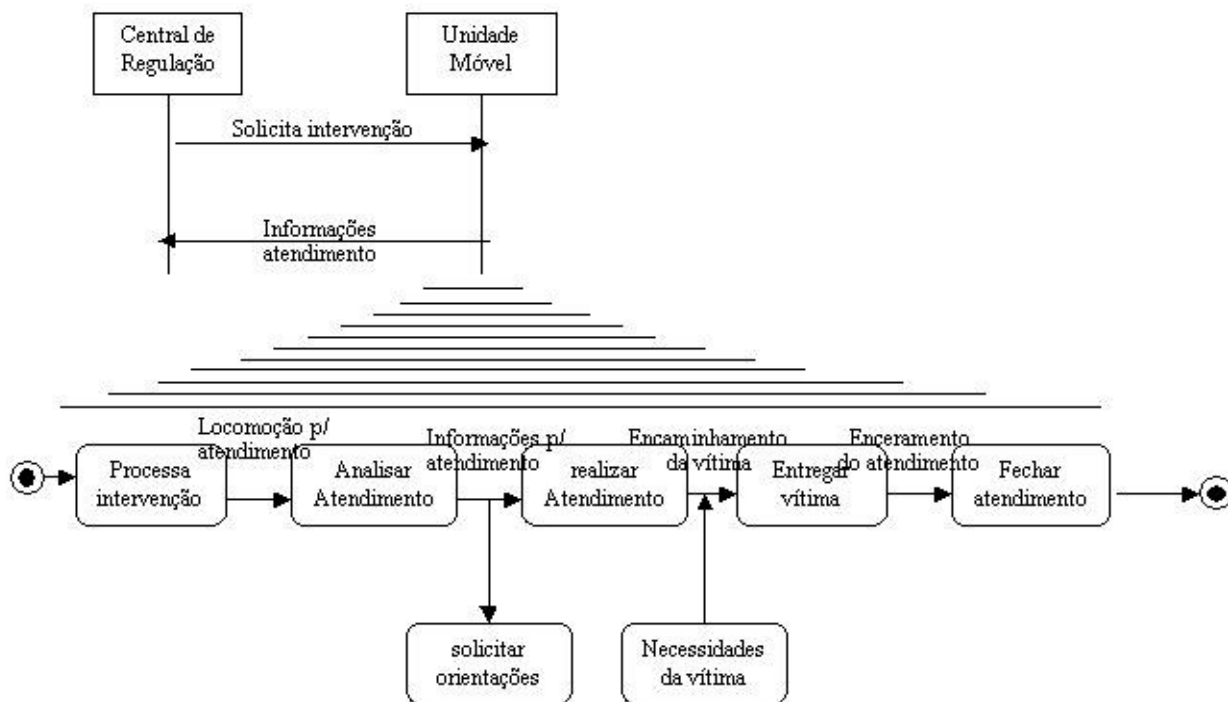 Central de
Regulação
Unidade
Móvel
Solicita intervenção
Informações
atendimento
Locomoção p/
atendimento
Informações p/
atendimento
Encaminhamento
da vítima
Enceramento
do atendimento
Processa
intervenção
Analisar
Atendimento
realizar
Atendimento
Entregar
vítima
Fechar
atendimento
solicitar
orientações
Necessidades
da vítima